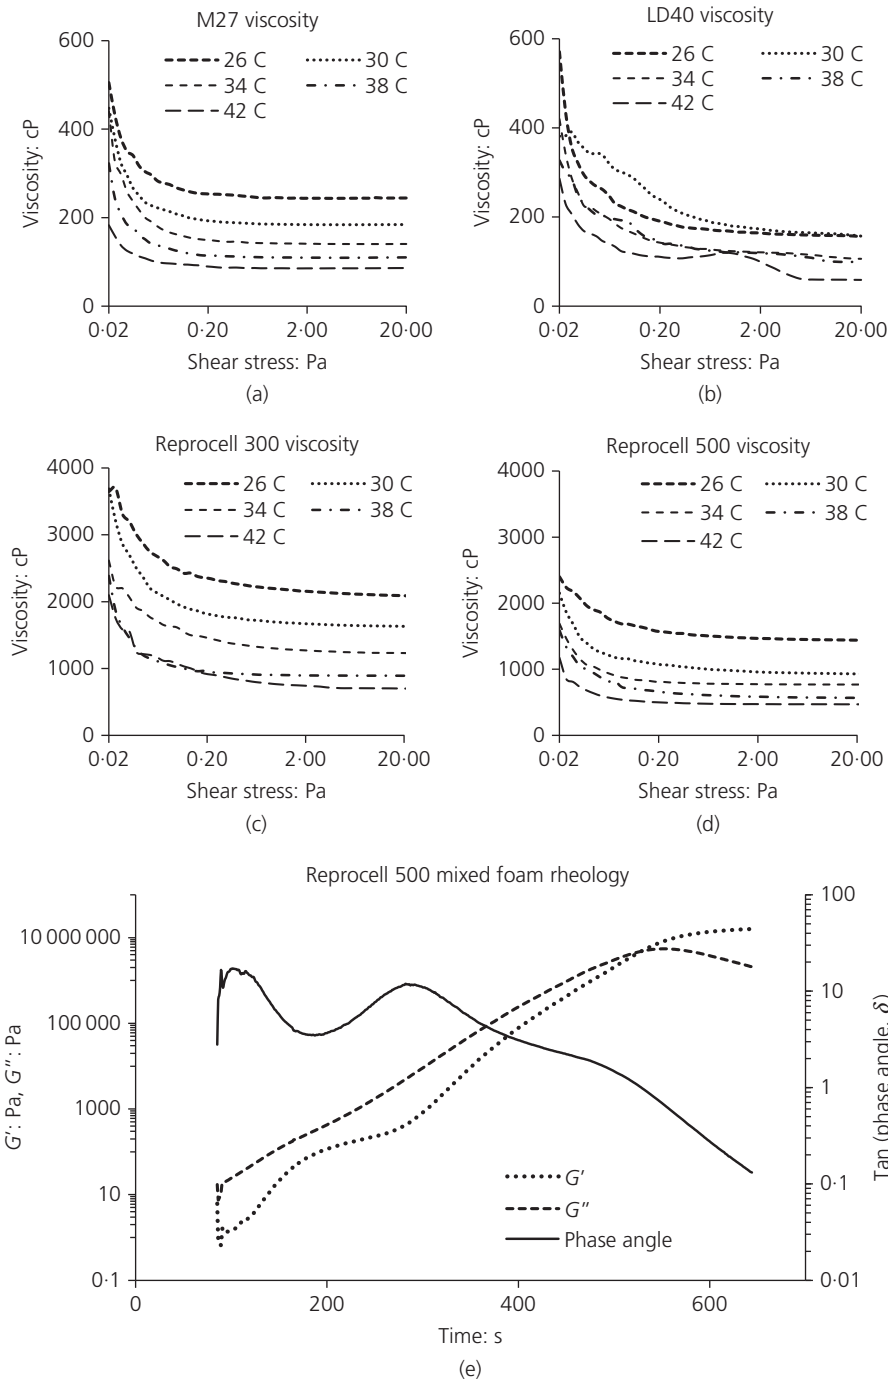 M27 viscosity
600
400
200
0
Viscosity: cP
26 C
30 C
34 C
38 C
42 C
0·02
0·20
2·00
20·00
Shear stress: Pa
(a)
LD40 viscosity
600
400
200
0
Viscosity: cP
26 C
30 C
34 C
38 C
42 C
0·02
0·20
2·00
20·00
Shear stress: Pa
(b)
Reprocell 300 viscosity
4000
3000
2000
1000
0
Viscosity: cP
26 C
30 C
34 C
38 C
42 C
0·02
0·20
2·00
20·00
Shear stress: Pa
(c)
Reprocell 500 viscosity
4000
3000
2000
1000
0
Viscosity: cP
26 C
30 C
34 C
38 C
42 C
0·02
0·20
2·00
20·00
Shear stress: Pa
(d)
Reprocell 500 mixed foam rheology
10 000 000
100 000
1000
10
0·1
G′: Pa, G″: Pa
100
10
1
0·1
0·01
Tan (phase angle, δ)
G′
G″
Phase angle
0
200
400
600
Time: s
(e)